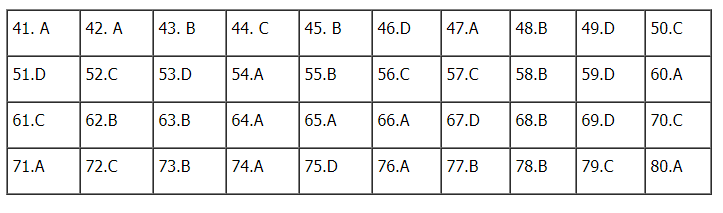 41. A 42. A 43. B 44. C 45. B 46.D 47.A 48.B 49.D 50.C
51.D 52.C 53.D 54.A 55.B 56.C 57.C 58.B 59.D 60.A
61.C 62.B 63.B 64.A 65.A 66.A 67.D 68.B 69.D 70.C
71.A 72.C 73.B 74.A 75.D 76.A 77.B 78.B 79.C 80.A